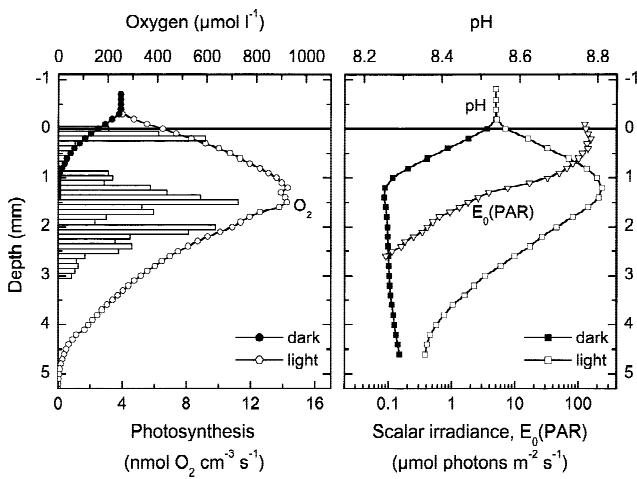 Oxygen (µmol l⁻¹)
0 200 400 600 800 1000
pH
8.2 8.4 8.6 8.8
-1
0
1
2
3
4
5
Depth (mm)
O₂
dark
light
pH
E₀(PAR)
dark
light
-1
0
1
2
3
4
5
0 4 8 12 16
Photosynthesis
(nmol O₂ cm⁻³ s⁻¹)
0.1 1 10 100
Scalar irradiance, E₀(PAR)
(µmol photons m⁻² s⁻¹)